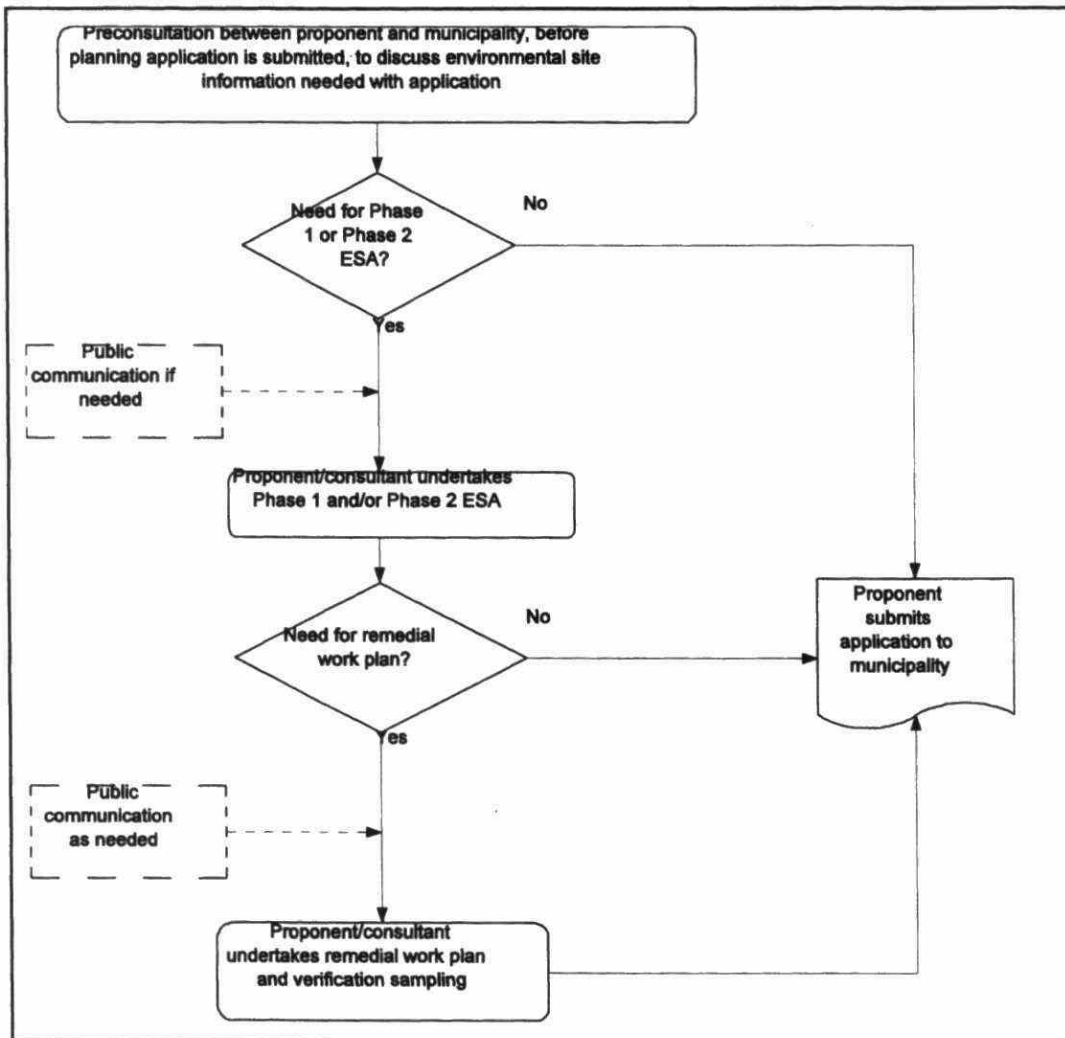 Preconsultation between proponent and municipality, before
planning application is submitted, to discuss environmental site
information needed with application
Need for Phase
1 or Phase 2
ESA?
No
Yes
Public
communication if
needed
Proponent/consultant undertakes
Phase 1 and/or Phase 2 ESA
Need for remedial
work plan?
No
Proponent
submits
application to
municipality
Yes
Public
communication
as needed
Proponent/consultant
undertakes remedial work plan
and verification sampling